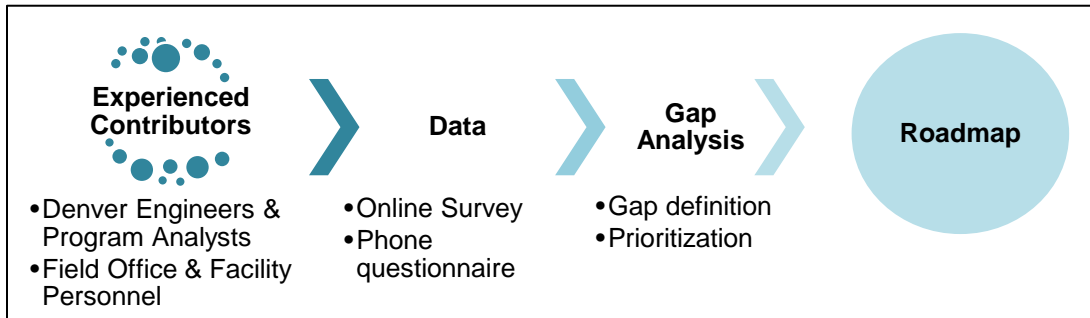 Experienced
Contributors
•Denver Engineers &
Program Analysts
•Field Office & Facility
Personnel
Data
•Online Survey
•Phone
questionnaire
Gap
Analysis
•Gap definition
•Prioritization
Roadmap